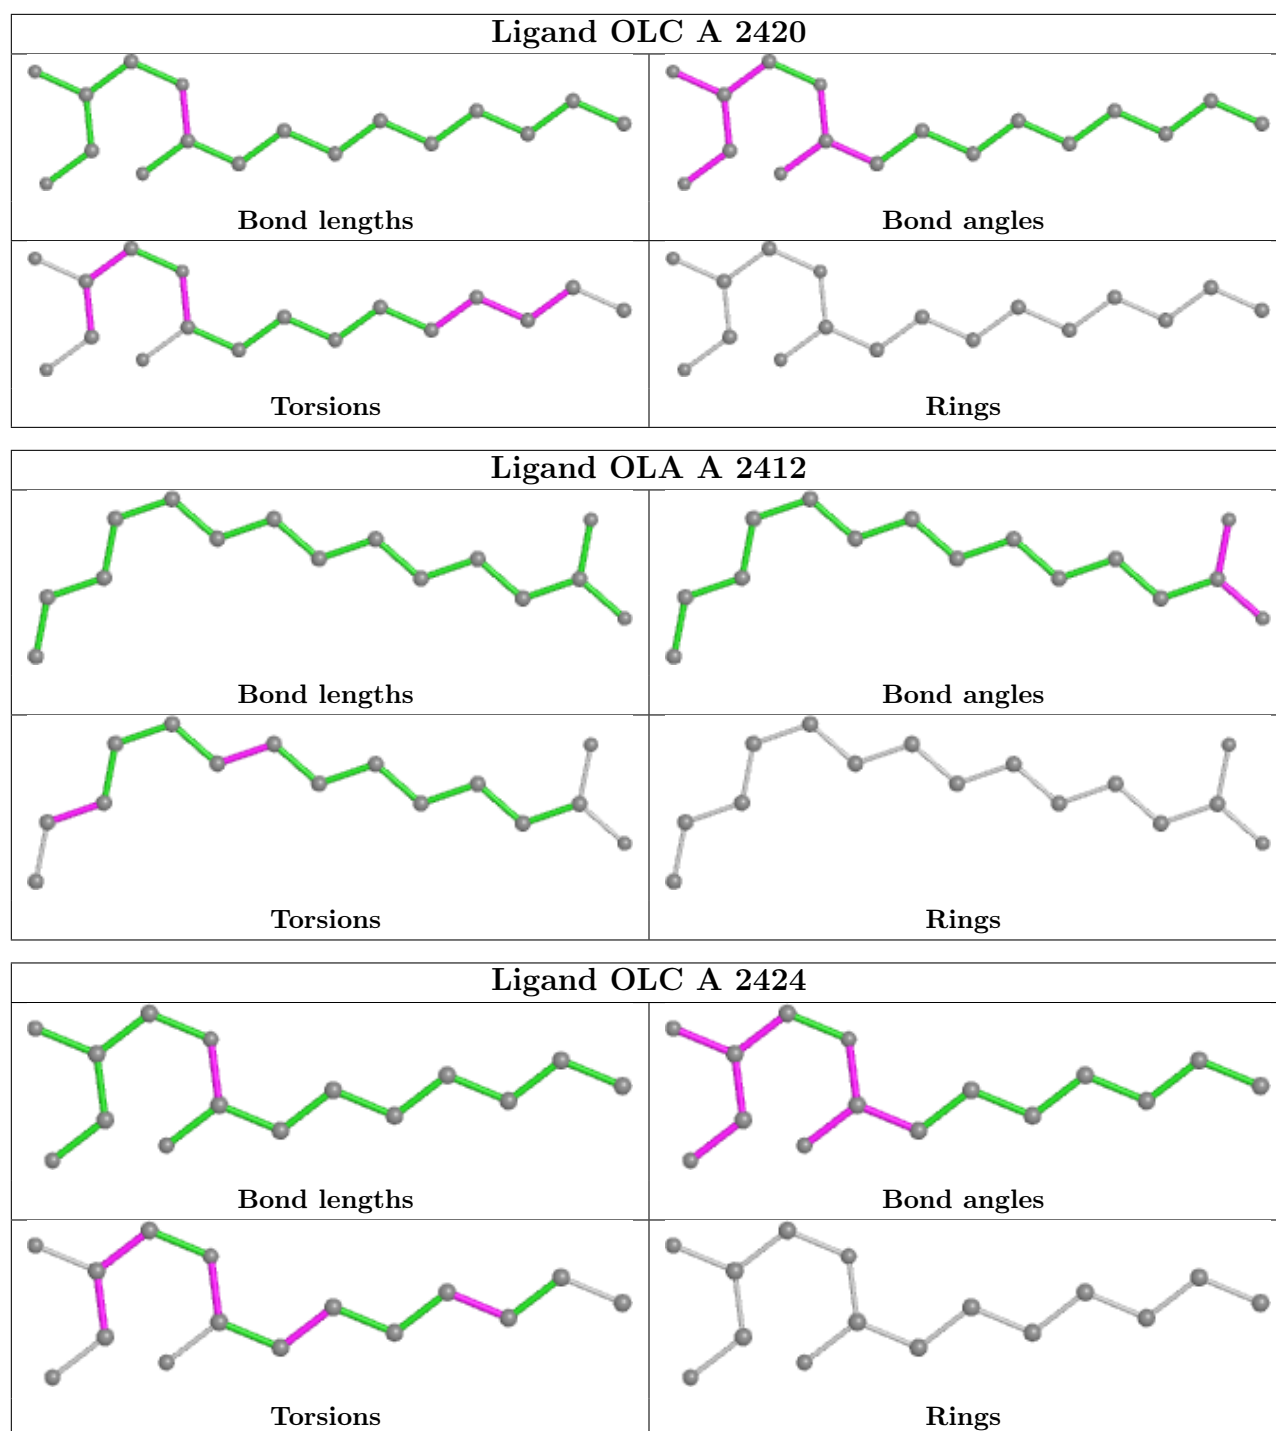 Ligand OLC A 2420
Bond lengths
Bond angles
Torsions
Rings
Ligand OLA A 2412
Bond lengths
Bond angles
Torsions
Rings
Ligand OLC A 2424
Bond lengths
Bond angles
Torsions
Rings